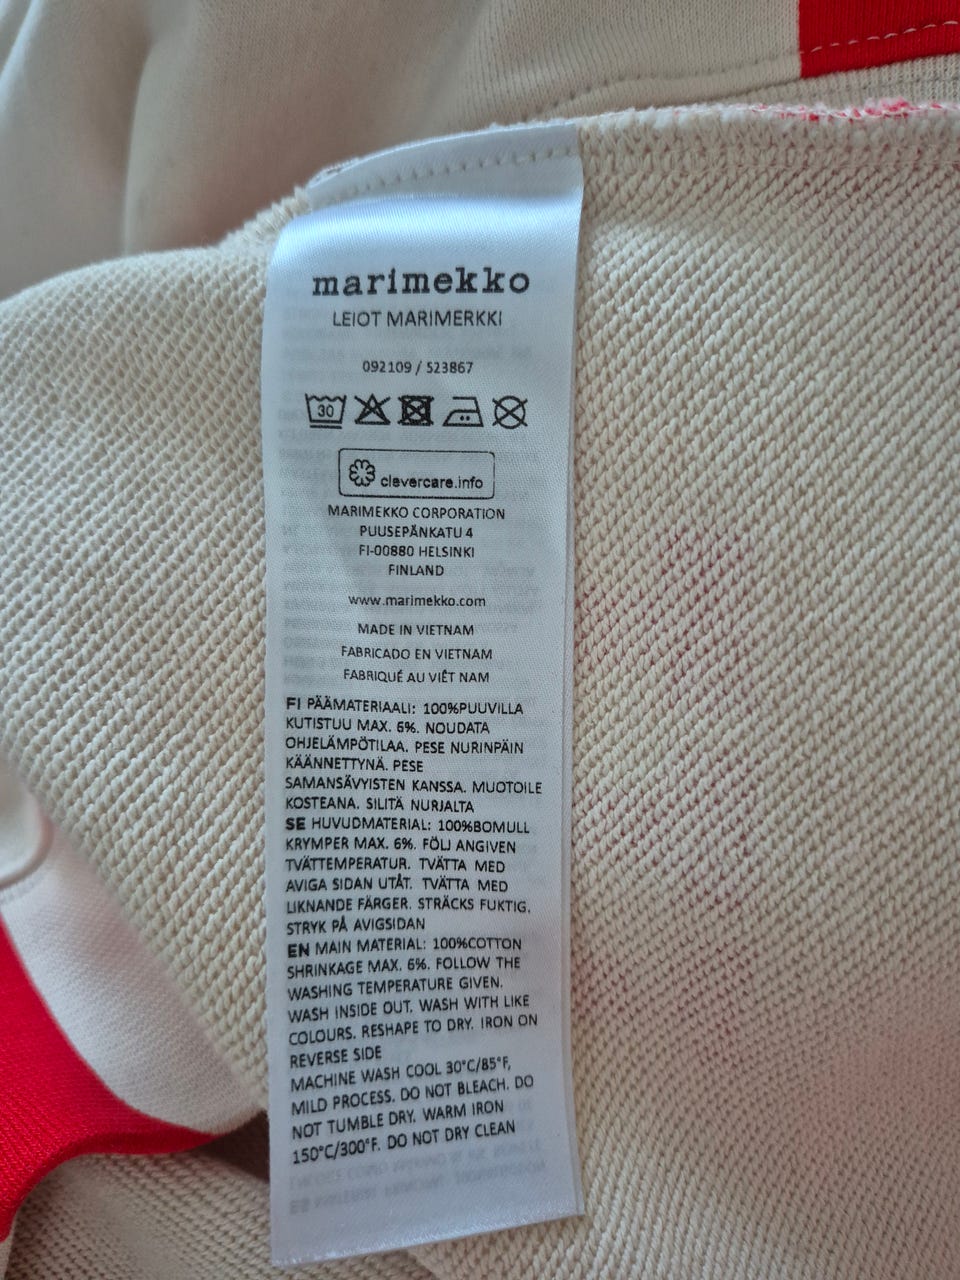 marimekko
LEIOT MARIMERKKI
092109 / 523867
30
clevercare.info
MARIMEKKO CORPORATION
PUUSEPÄNKATU 4
FI-00880 HELSINKI
FINLAND
www.marimekko.com
MADE IN VIETNAM
FABRICADO EN VIETNAM
FABRIQUÉ AU VIÊT NAM
FI PÄÄMATERIAALI: 100%PUUVILLA
KUTISTUU MAX. 6%. NOUDATA
OHJELÄMPÖTILAA. PESE NURINPÄIN
KÄÄNNETTYNÄ. PESE
SAMANSÄVYISTEN KANSSA. MUOTOILE
KOSTEANA. SILITÄ NURJALTA
SE HUVUDMATERIAL: 100%BOMULL
KRYMPER MAX. 6%. FÖLJ ANGIVEN
TVÄTTEMPERATUR. TVÄTTA MED
AVIGA SIDAN UTÅT. TVÄTTA MED
LIKNANDE FÄRGER. STRÄCKS FUKTIG.
STRYK PÅ AVIGSIDAN
EN MAIN MATERIAL: 100%COTTON
SHRINKAGE MAX. 6%. FOLLOW THE
WASHING TEMPERATURE GIVEN.
WASH INSIDE OUT. WASH WITH LIKE
COLOURS. RESHAPE TO DRY. IRON ON
REVERSE SIDE
MACHINE WASH COOL 30°C/85°F,
MILD PROCESS. DO NOT BLEACH. DO
NOT TUMBLE DRY. WARM IRON
150°C/300°F. DO NOT DRY CLEAN